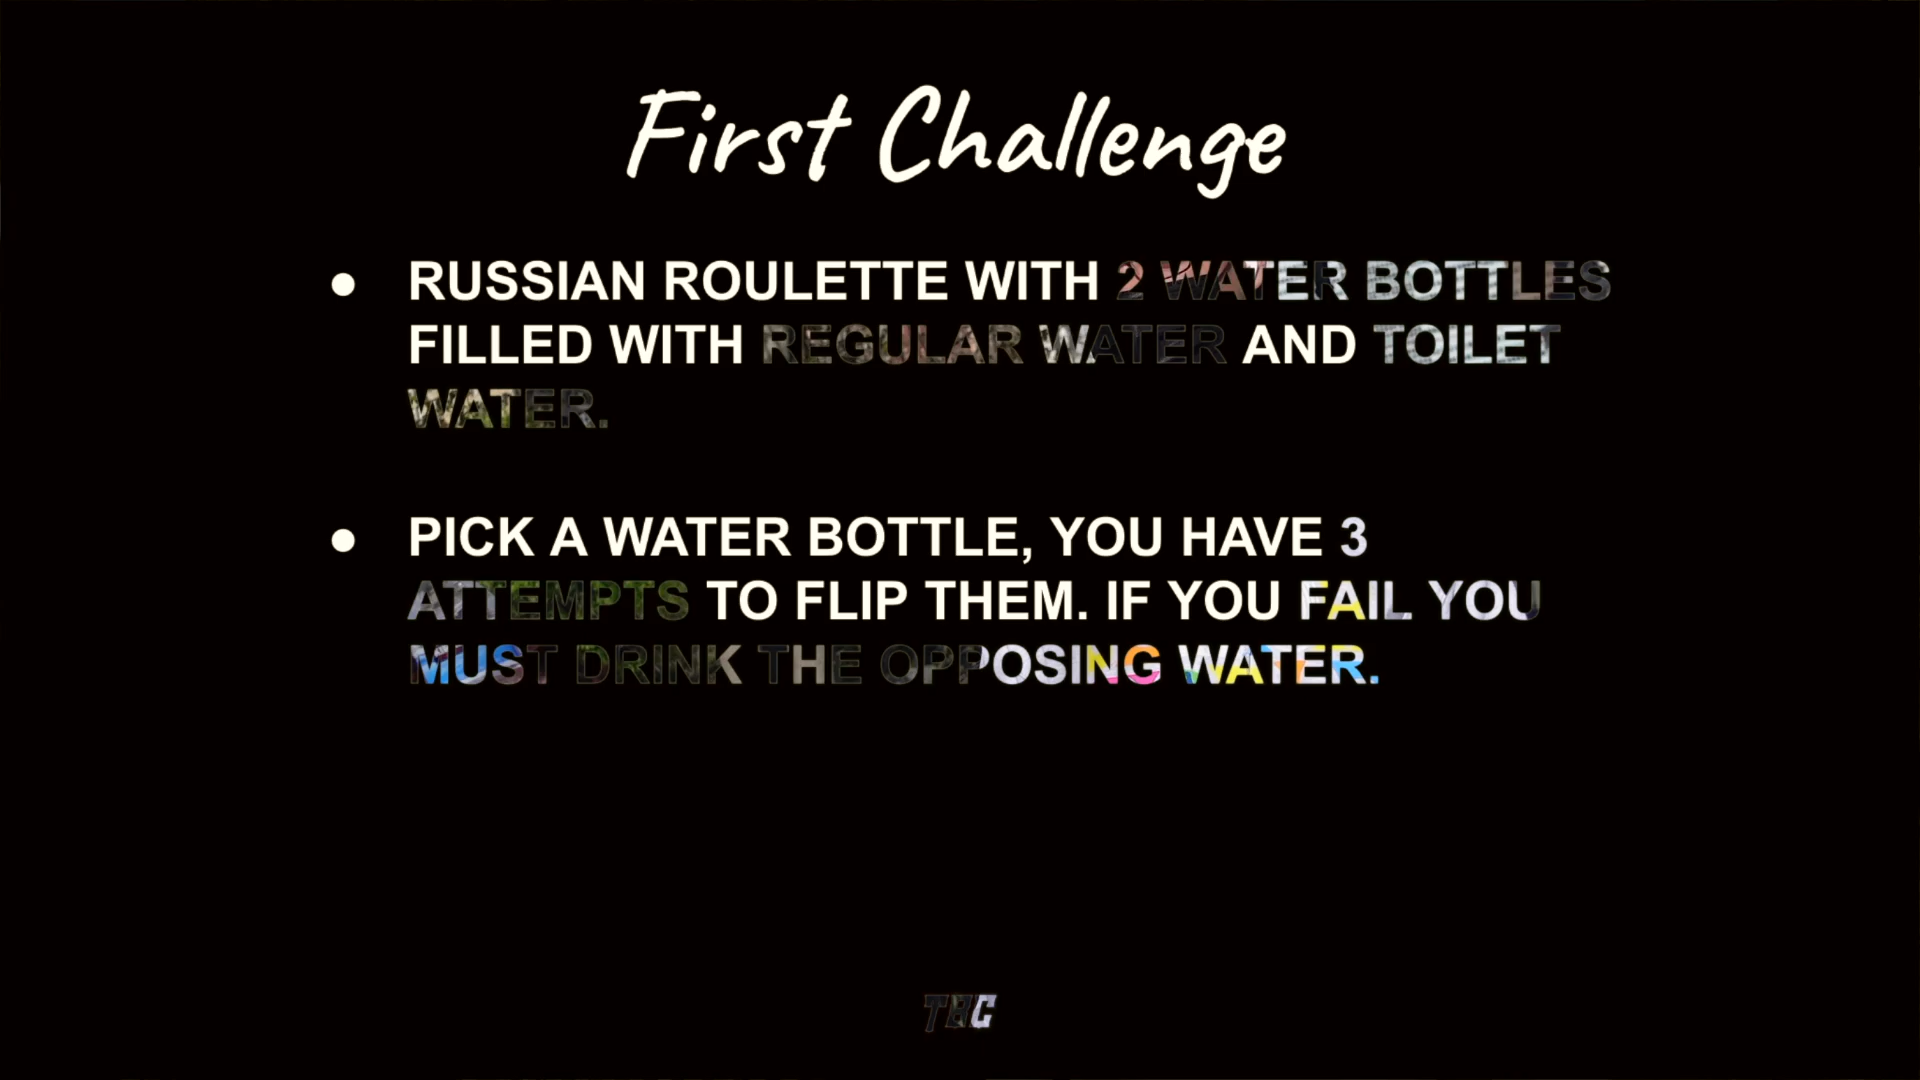 First Challenge
● RUSSIAN ROULETTE WITH 2 WATER BOTTLES
FILLED WITH REGULAR WATER AND TOILET
WATER.
● PICK A WATER BOTTLE, YOU HAVE 3
ATTEMPTS TO FLIP THEM. IF YOU FAIL YOU
MUST DRINK THE OPPOSING WATER.
TBC